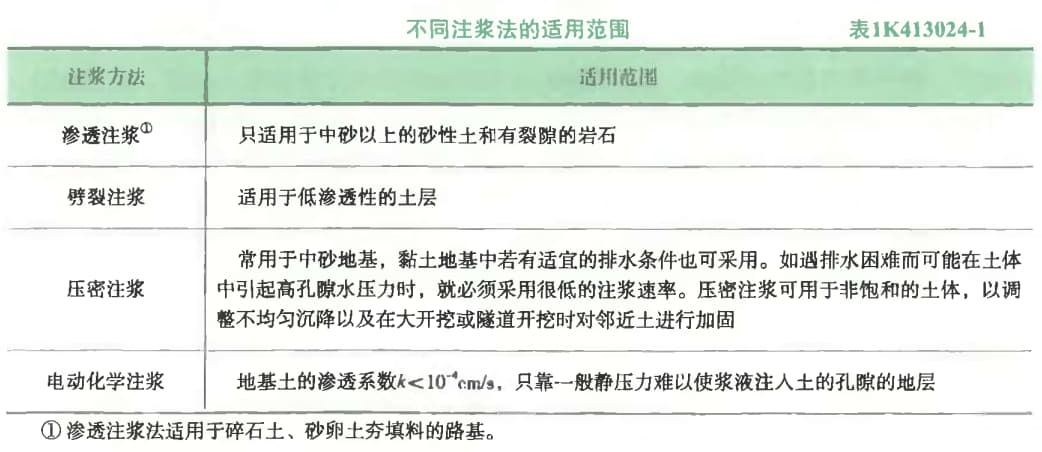 不同注浆法的适用范围 表1K413024-1
注浆方法 适用范围
渗透注浆① 只适用于中砂以上的砂性土和有裂隙的岩石
劈裂注浆 适用于低渗透性的土层
常用于中砂地基，黏土地基中若有适宜的排水条件也可采用。如遇排水困难而可能在土体
压密注浆 中引起高孔隙水压力时，就必须采用很低的注浆速率。压密注浆可用于非饱和的土体，以调
整不均匀沉降以及在大开挖或隧道开挖时对邻近土进行加固
电动化学注浆 地基土的渗透系数k＜10⁻⁴cm/s，只靠一般静压力难以使浆液注入土的孔隙的地层
① 渗透注浆法适用于碎石土、砂卵土夯填料的路基。